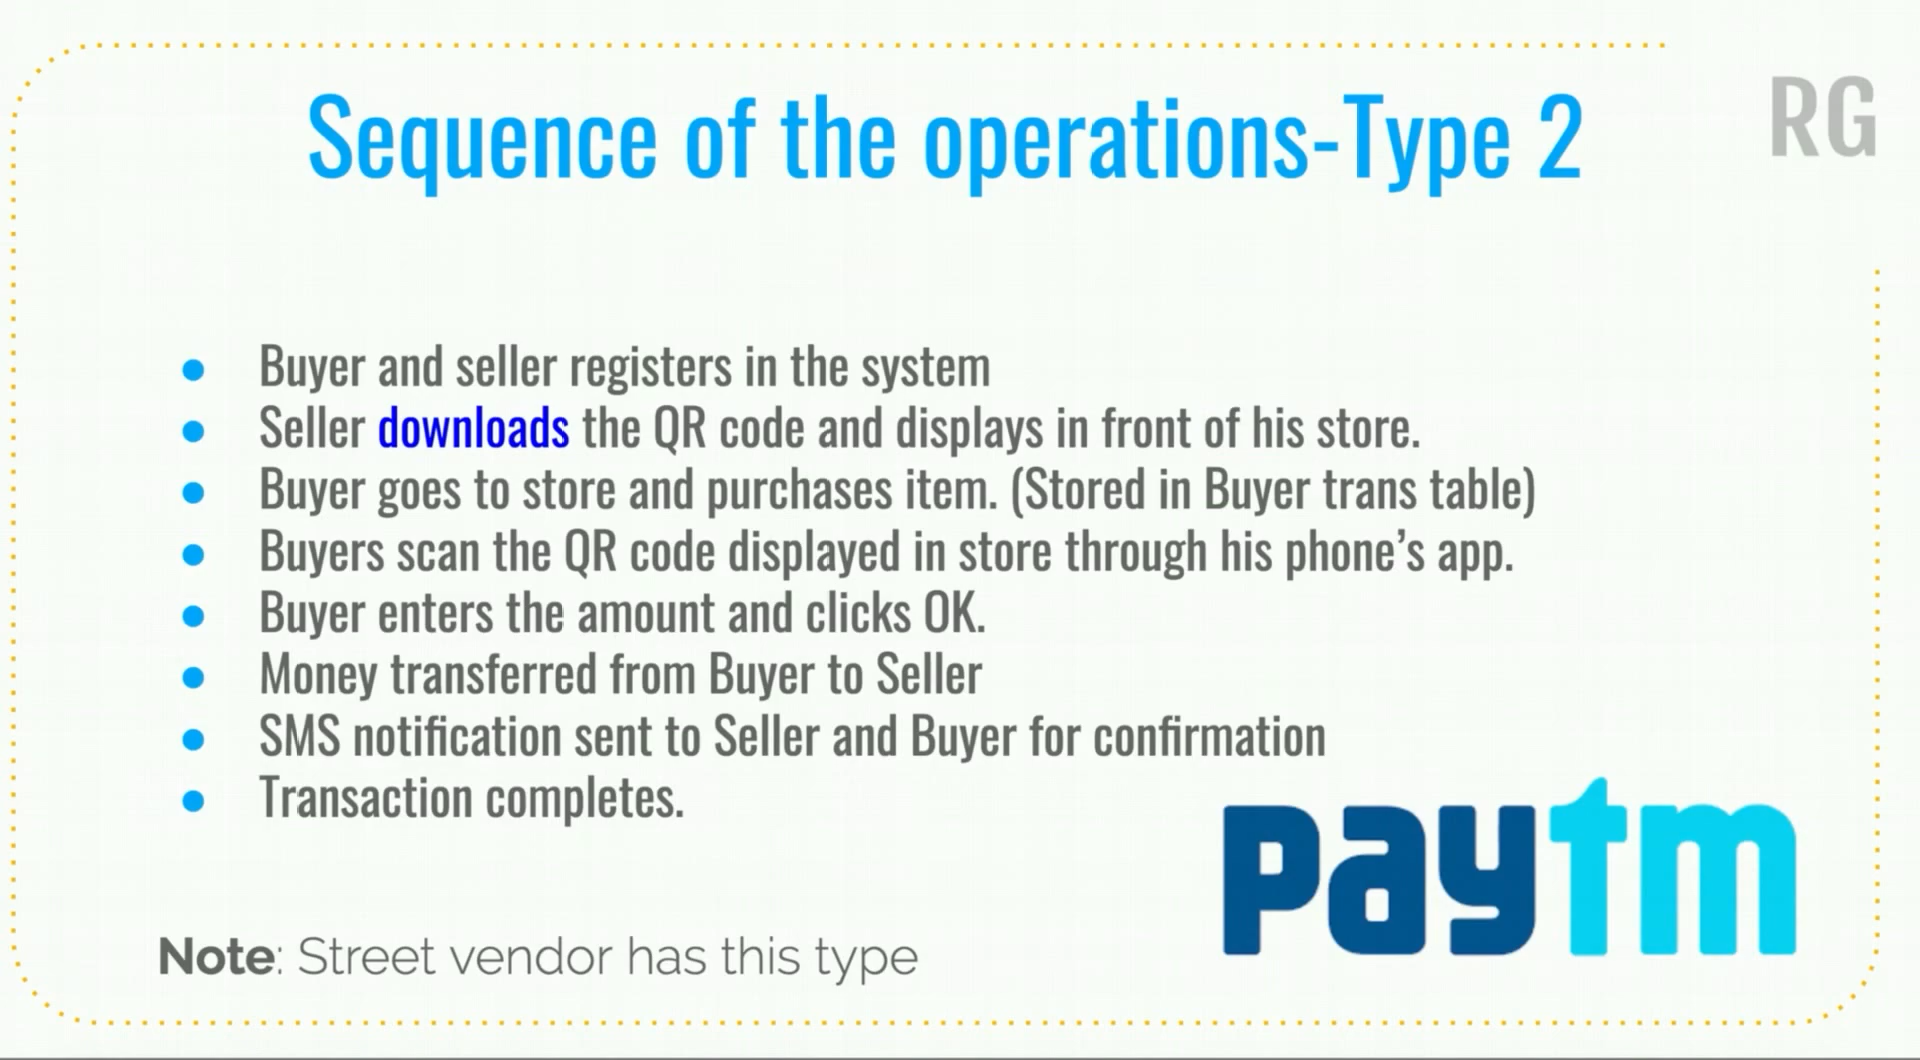 Sequence of the operations-Type 2
RG
Buyer and seller registers in the system
Seller downloads the QR code and displays in front of his store.
Buyer goes to store and purchases item. (Stored in Buyer trans table)
Buyers scan the QR code displayed in store through his phone’s app.
Buyer enters the amount and clicks OK.
Money transferred from Buyer to Seller
SMS notification sent to Seller and Buyer for confirmation
Transaction completes.
paytm
Note: Street vendor has this type